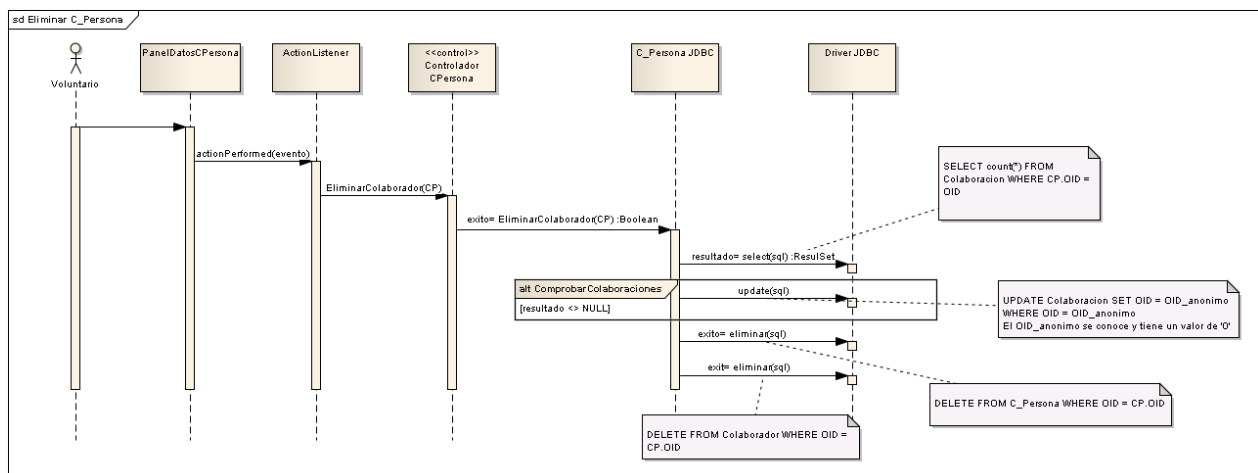 sd Eliminar C_Persona
Voluntario
PanelDatosCPersona
ActionListener
<<control>>
Controlador
CPersona
C_Persona JDBC
Driver JDBC
actionPerformed(evento)
EliminarColaborador(CP)
exito= EliminarColaborador(CP) :Boolean
SELECT count(*) FROM
Colaboracion WHERE CP.OID =
OID
resultado= select(sql) :ResulSet
alt ComprobarColaboraciones
[resultado <> NULL]
update(sql)
UPDATE Colaboracion SET OID = OID_anonimo
WHERE OID = OID_anonimo
El OID_anonimo se conoce y tiene un valor de '0'
exito= eliminar(sql)
exit= eliminar(sql)
DELETE FROM C_Persona WHERE OID = CP.OID
DELETE FROM Colaborador WHERE OID =
CP.OID